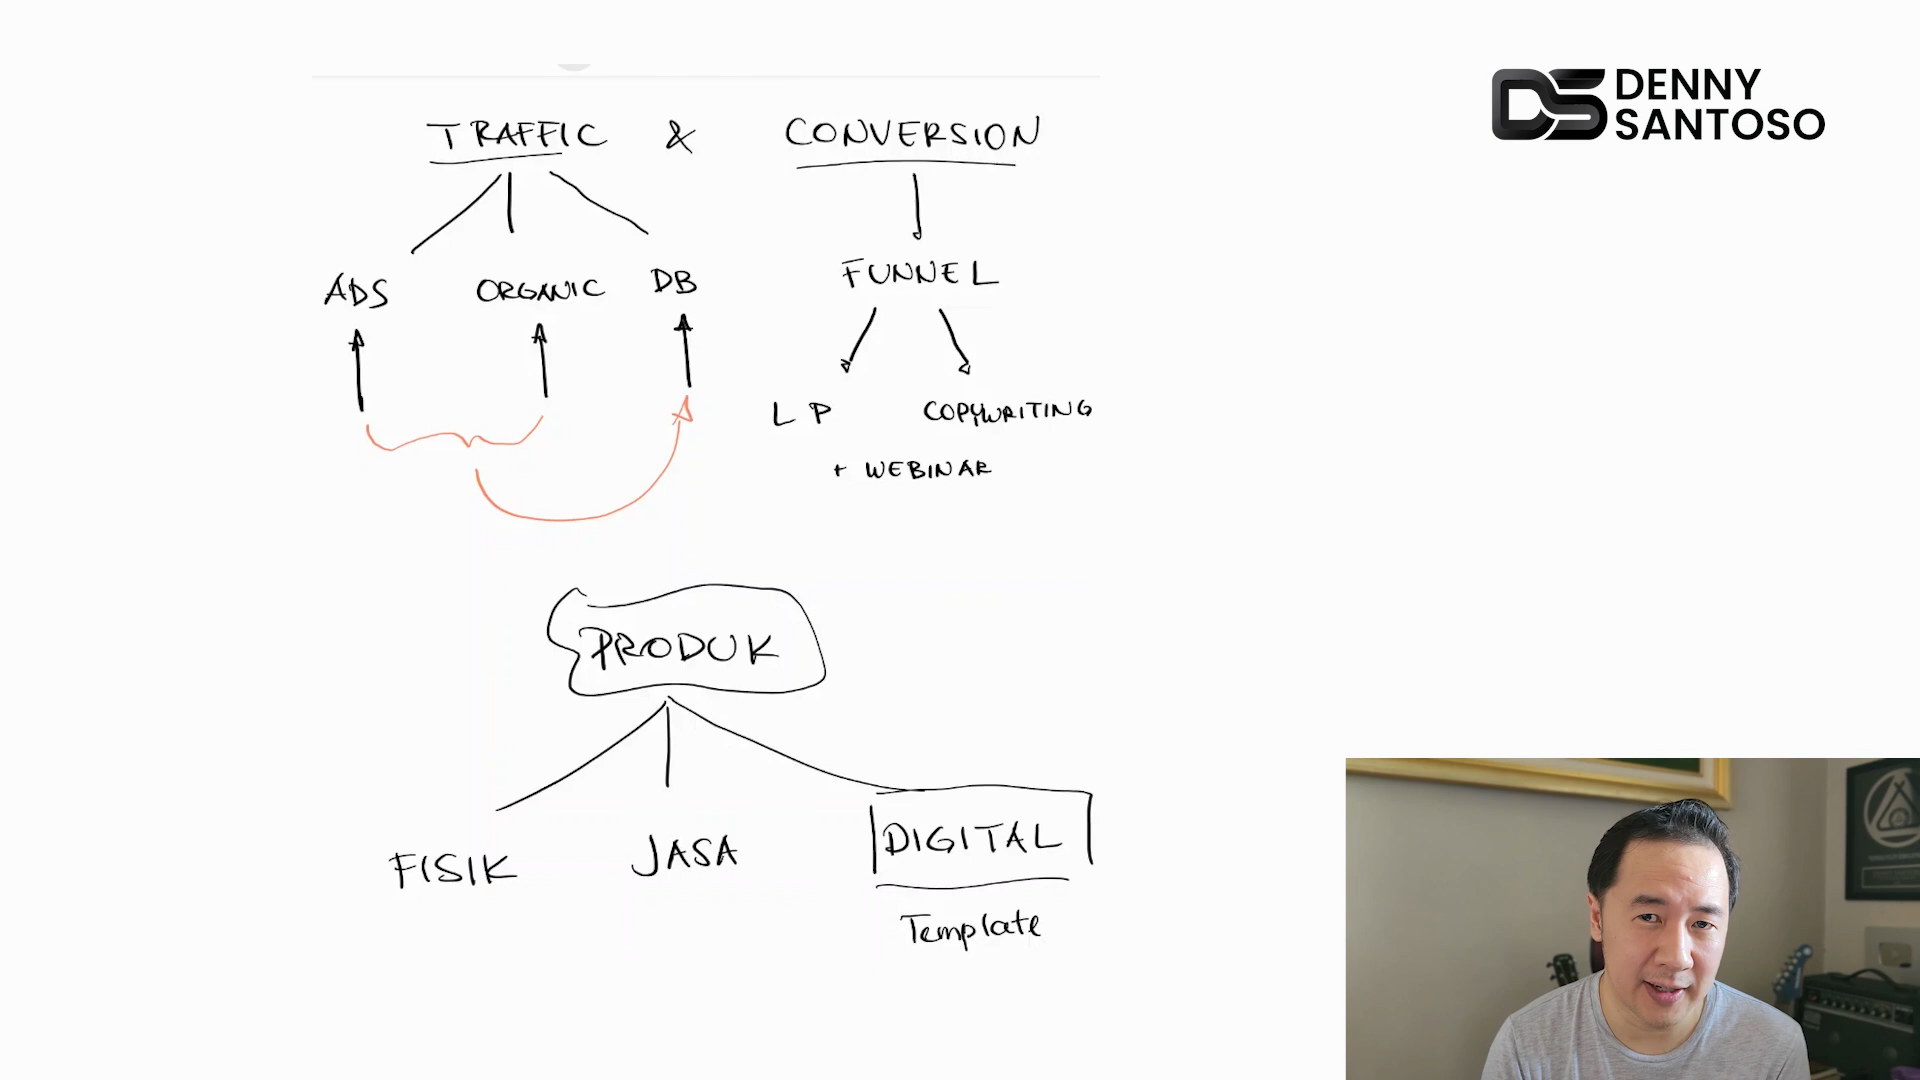 DENNY
SANTOSO
TRAFFIC & CONVERSION
ADS ORGANIC DB
FUNNEL
LP COPYWRITING
+ WEBINAR
PRODUK
FISIK JASA DIGITAL
Template